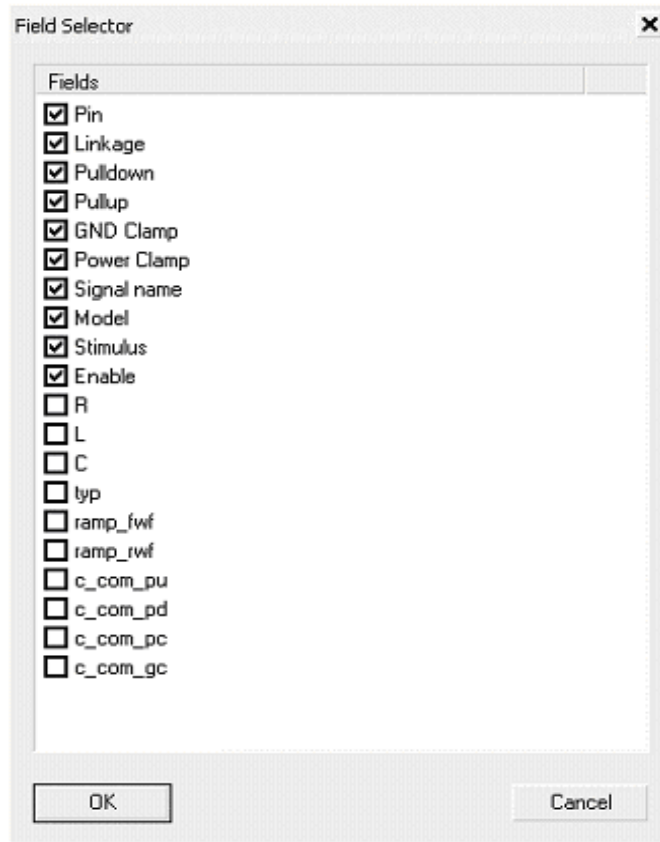 Field Selector
Fields
Pin
Linkage
Pulldown
Pullup
GND Clamp
Power Clamp
Signal name
Model
Stimulus
Enable
R
L
C
typ
ramp_fwf
ramp_rwf
c_com_pu
c_com_pd
c_com_pc
c_com_gc
OK Cancel